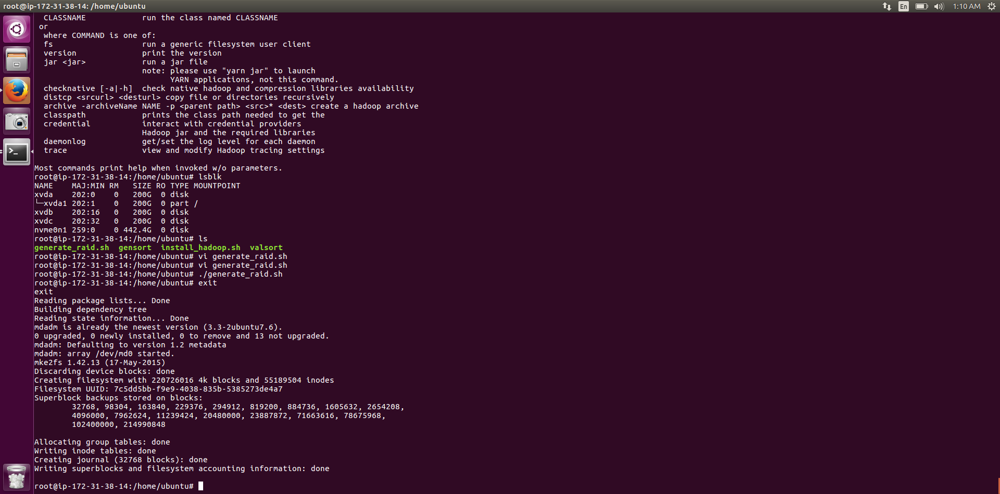 root@ip-172-31-38-14: /home/ubuntu
En
1:10 AM
  CLASSNAME            run the class named CLASSNAME
 or
  where COMMAND is one of:
  fs                   run a generic filesystem user client
  version              print the version
  jar <jar>            run a jar file
                       note: please use "yarn jar" to launch
                             YARN applications, not this command.
  checknative [-a|-h]  check native hadoop and compression libraries availability
  distcp <srcurl> <desturl> copy file or directories recursively
  archive -archiveName NAME -p <parent path> <src>* <dest> create a hadoop archive
  classpath            prints the class path needed to get the
  credential           interact with credential providers
                       Hadoop jar and the required libraries
  daemonlog            get/set the log level for each daemon
  trace                view and modify Hadoop tracing settings

Most commands print help when invoked w/o parameters.
root@ip-172-31-38-14:/home/ubuntu# lsblk
NAME    MAJ:MIN RM   SIZE RO TYPE MOUNTPOINT
xvda    202:0    0   200G  0 disk
└─xvda1 202:1    0   200G  0 part /
xvdb    202:16   0   200G  0 disk
xvdc    202:32   0   200G  0 disk
nvme0n1 259:0    0 442.4G  0 disk
root@ip-172-31-38-14:/home/ubuntu# ls
generate_raid.sh  gensort  install_hadoop.sh  valsort
root@ip-172-31-38-14:/home/ubuntu# vi generate_raid.sh
root@ip-172-31-38-14:/home/ubuntu# vi generate_raid.sh
root@ip-172-31-38-14:/home/ubuntu# ./generate_raid.sh
root@ip-172-31-38-14:/home/ubuntu# exit
exit
Reading package lists... Done
Building dependency tree
Reading state information... Done
mdadm is already the newest version (3.3-2ubuntu7.6).
0 upgraded, 0 newly installed, 0 to remove and 13 not upgraded.
mdadm: Defaulting to version 1.2 metadata
mdadm: array /dev/md0 started.
mke2fs 1.42.13 (17-May-2015)
Discarding device blocks: done
Creating filesystem with 220726016 4k blocks and 55189504 inodes
Filesystem UUID: 7c5dd5bb-f9e9-4038-835b-5385273de4a7
Superblock backups stored on blocks:
        32768, 98304, 163840, 229376, 294912, 819200, 884736, 1605632, 2654208,
        4096000, 7962624, 11239424, 20480000, 23887872, 71663616, 78675968,
        102400000, 214990848

Allocating group tables: done
Writing inode tables: done
Creating journal (32768 blocks): done
Writing superblocks and filesystem accounting information: done

root@ip-172-31-38-14:/home/ubuntu#